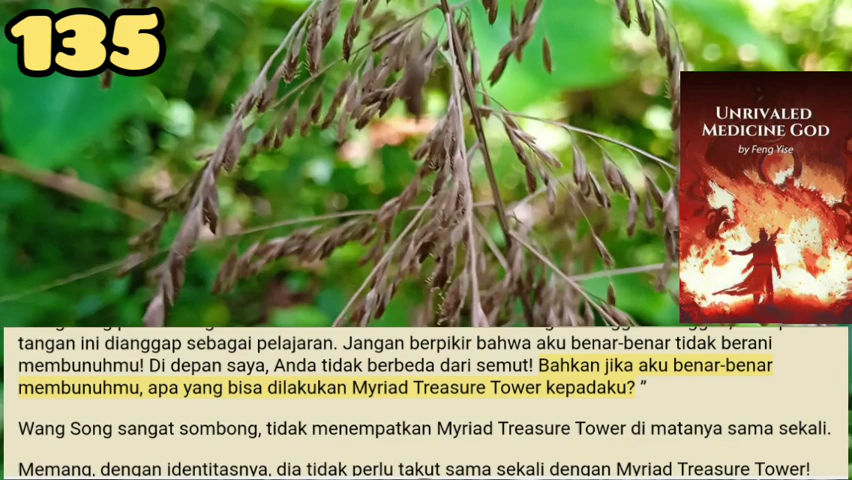 135
UNRIVALED
MEDICINE GOD
by Feng Yise
tangan ini dianggap sebagai pelajaran. Jangan berpikir bahwa aku benar-benar tidak berani
membunuhmu! Di depan saya, Anda tidak berbeda dari semut! Bahkan jika aku benar-benar
membunuhmu, apa yang bisa dilakukan Myriad Treasure Tower kepadaku? ”
Wang Song sangat sombong, tidak menempatkan Myriad Treasure Tower di matanya sama sekali.
Memang, dengan identitasnya, dia tidak perlu takut sama sekali dengan Myriad Treasure Tower!